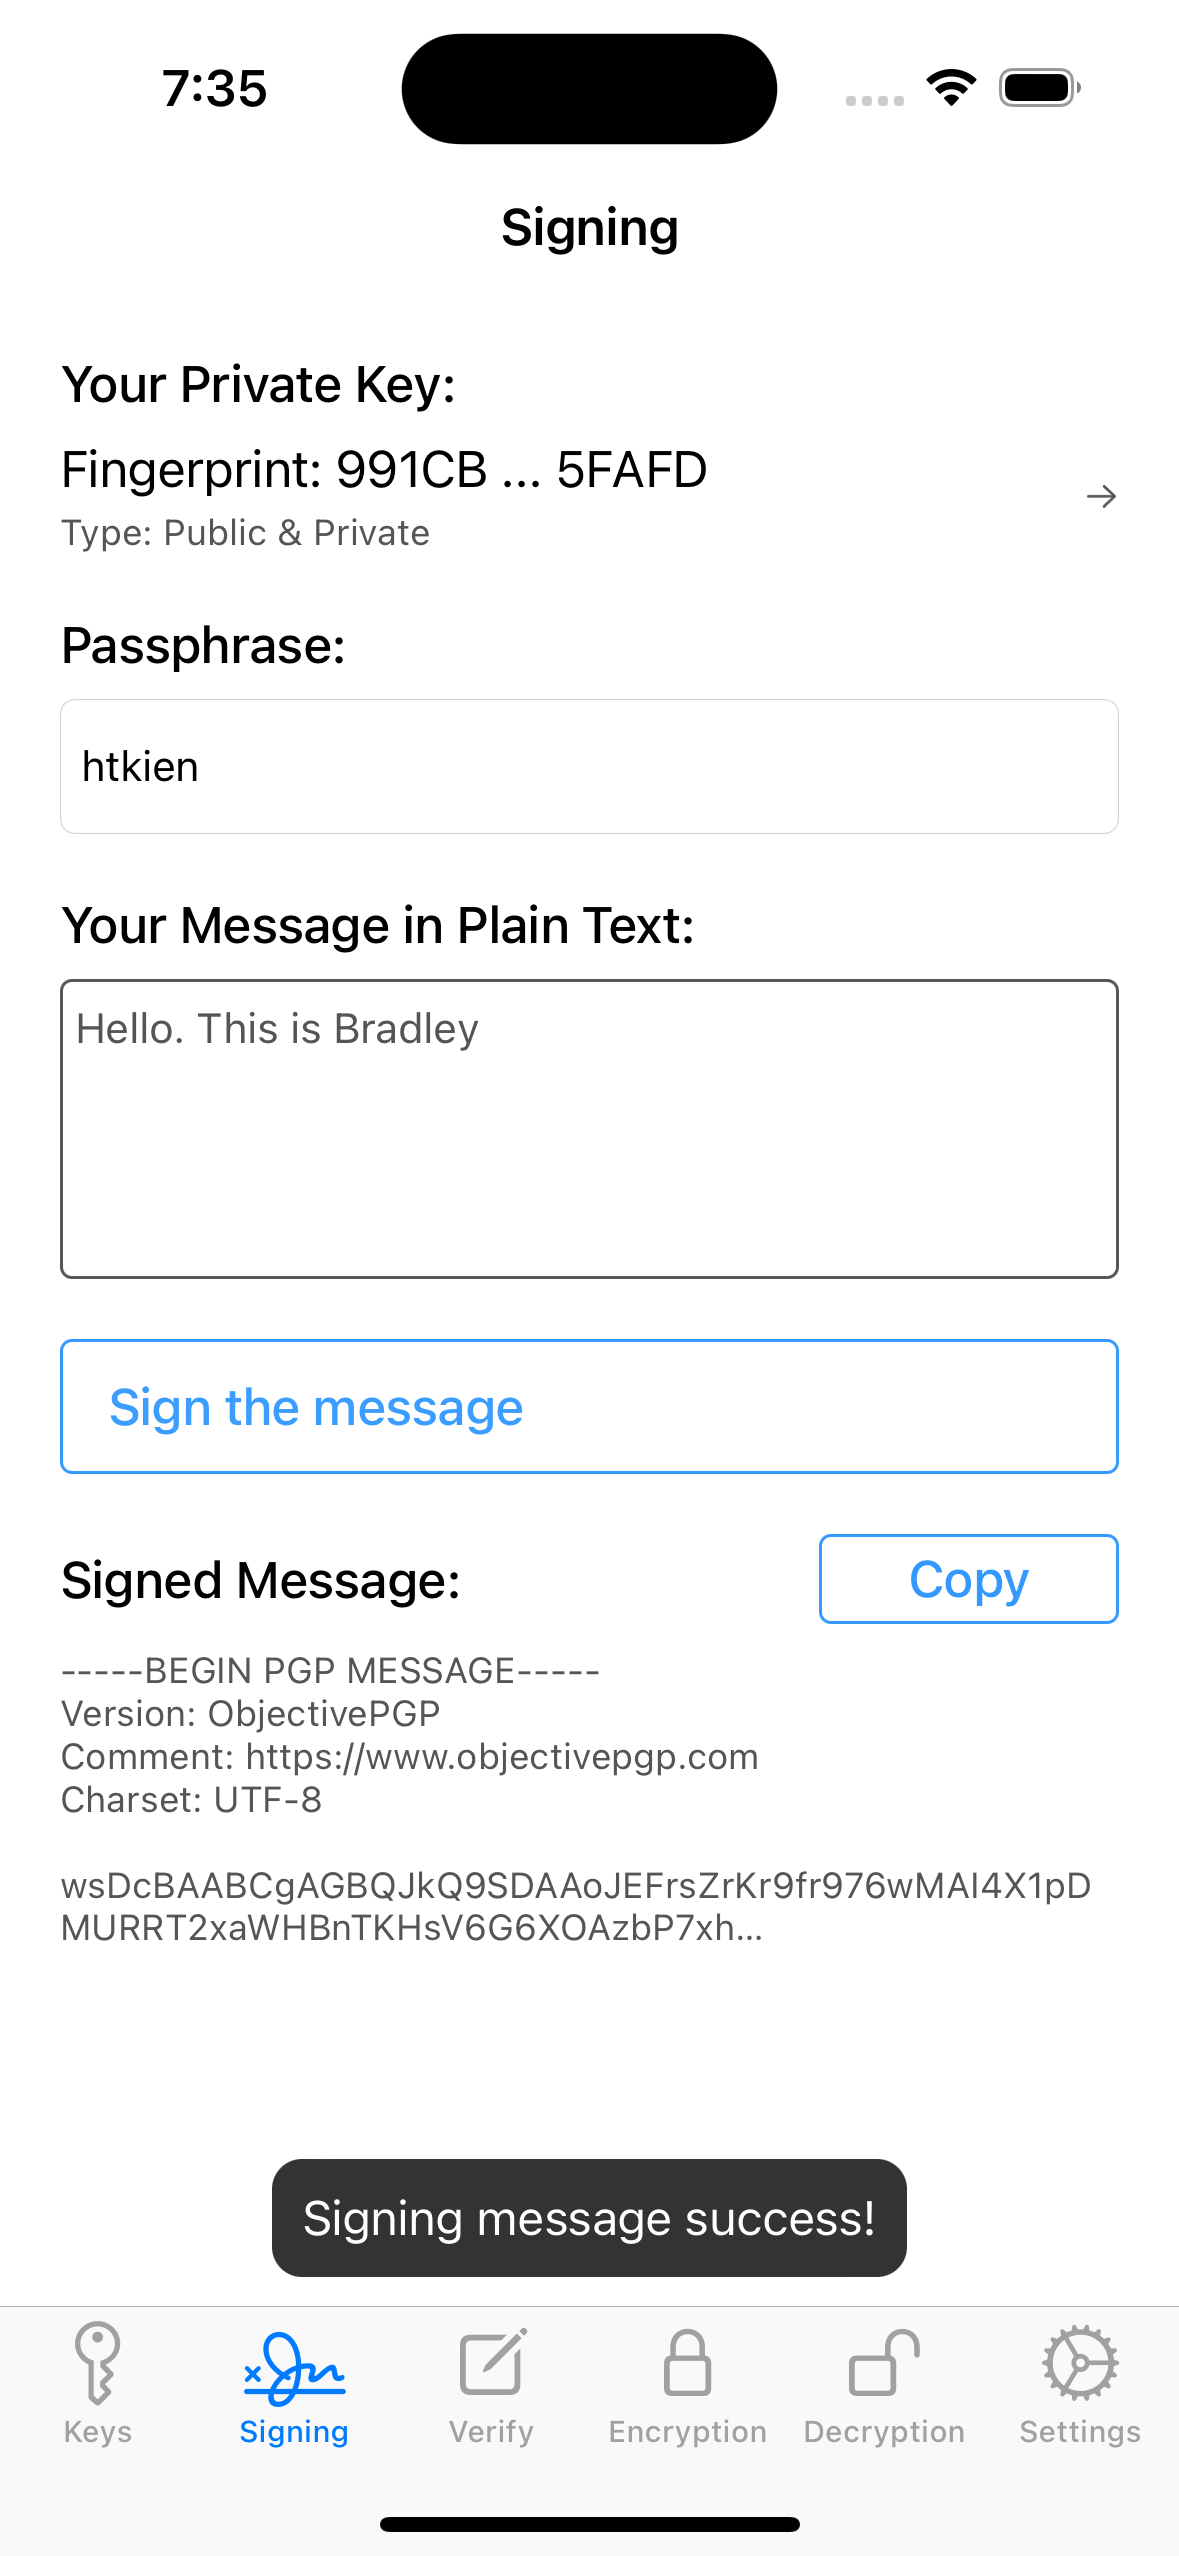 7:35
Signing
Your Private Key:
Fingerprint: 991CB ... 5FAFD
Type: Public & Private
Passphrase:
htkien
Your Message in Plain Text:
Hello. This is Bradley
Sign the message
Signed Message:
Copy
-----BEGIN PGP MESSAGE-----
Version: ObjectivePGP
Comment: https://www.objectivepgp.com
Charset: UTF-8
wsDcBAABCgAGBQJkQ9SDAAoJEFrsZrKr9fr976wMAI4X1pD
MURRT2xaWHBnTKHsV6G6XOAzbP7xh...
Signing message success!
Keys
Signing
Verify
Encryption
Decryption
Settings